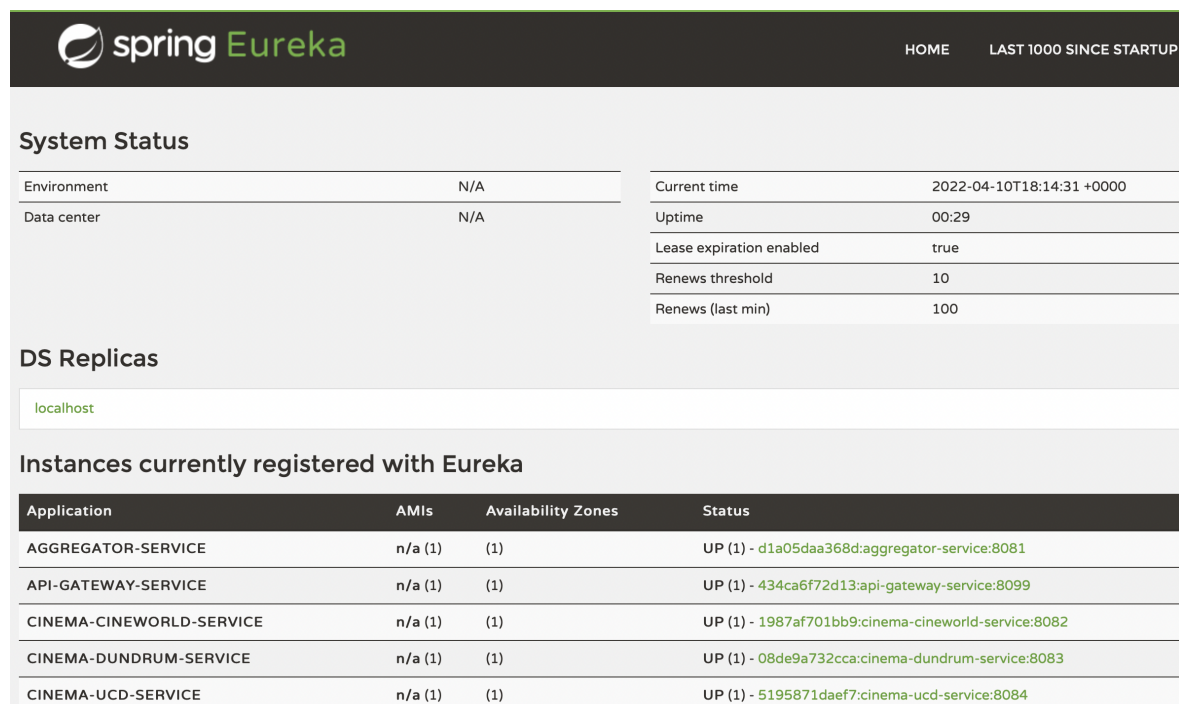 spring Eureka
HOME LAST 1000 SINCE STARTUP
System Status
Environment N/A
Data center N/A
Current time 2022-04-10T18:14:31 +0000
Uptime 00:29
Lease expiration enabled true
Renews threshold 10
Renews (last min) 100
DS Replicas
localhost
Instances currently registered with Eureka
Application AMIs Availability Zones Status
AGGREGATOR-SERVICE n/a (1) (1) UP (1) - d1a05daa368d:aggregator-service:8081
API-GATEWAY-SERVICE n/a (1) (1) UP (1) - 434ca6f72d13:api-gateway-service:8099
CINEMA-CINEWORLD-SERVICE n/a (1) (1) UP (1) - 1987af701bb9:cinema-cineworld-service:8082
CINEMA-DUNDRUM-SERVICE n/a (1) (1) UP (1) - 08de9a732cca:cinema-dundrum-service:8083
CINEMA-UCD-SERVICE n/a (1) (1) UP (1) - 5195871daef7:cinema-ucd-service:8084